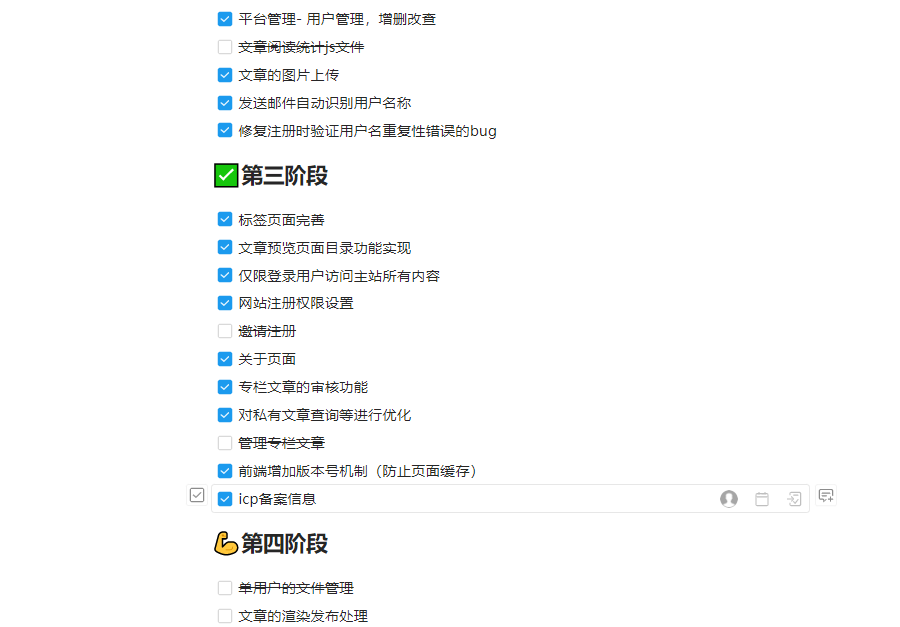 平台管理- 用户管理，增删改查
文章阅读统计js文件
文章的图片上传
发送邮件自动识别用户名称
修复注册时验证用户名重复性错误的bug
✅第三阶段
标签页面完善
文章预览页面目录功能实现
仅限登录用户访问主站所有内容
网站注册权限设置
邀请注册
关于页面
专栏文章的审核功能
对私有文章查询等进行优化
管理专栏文章
前端增加版本号机制（防止页面缓存）
icp备案信息
💪第四阶段
单用户的文件管理
文章的渲染发布处理